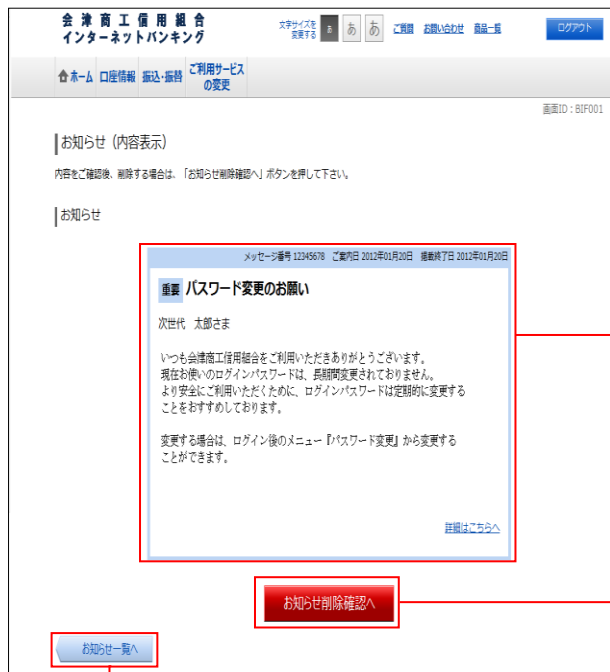 会津商工信用組合
インターネットバンキング
文字サイズを
変更する
あ
あ
あ
ご質問
お問い合わせ
商品一覧
ログアウト
ホーム
口座情報
振込・振替
ご利用サービス
の変更
画面ID：BIF001
お知らせ（内容表示）
内容をご確認後、削除する場合は、「お知らせ削除確認へ」ボタンを押して下さい。
お知らせ
メッセージ番号 12345678 ご案内日 2012年01月20日 掲載終了日 2012年01月20日
重要 パスワード変更のお願い
次世代　太郎さま
いつも会津商工信用組合をご利用いただきありがとうございます。
現在お使いのログインパスワードは、長期間変更されておりません。
より安全にご利用いただくために、ログインパスワードは定期的に変更する
ことをおすすめしております。
変更する場合は、ログイン後のメニュー『パスワード変更』から変更する
ことができます。
詳細はこちらへ
お知らせ削除確認へ
お知らせ一覧へ